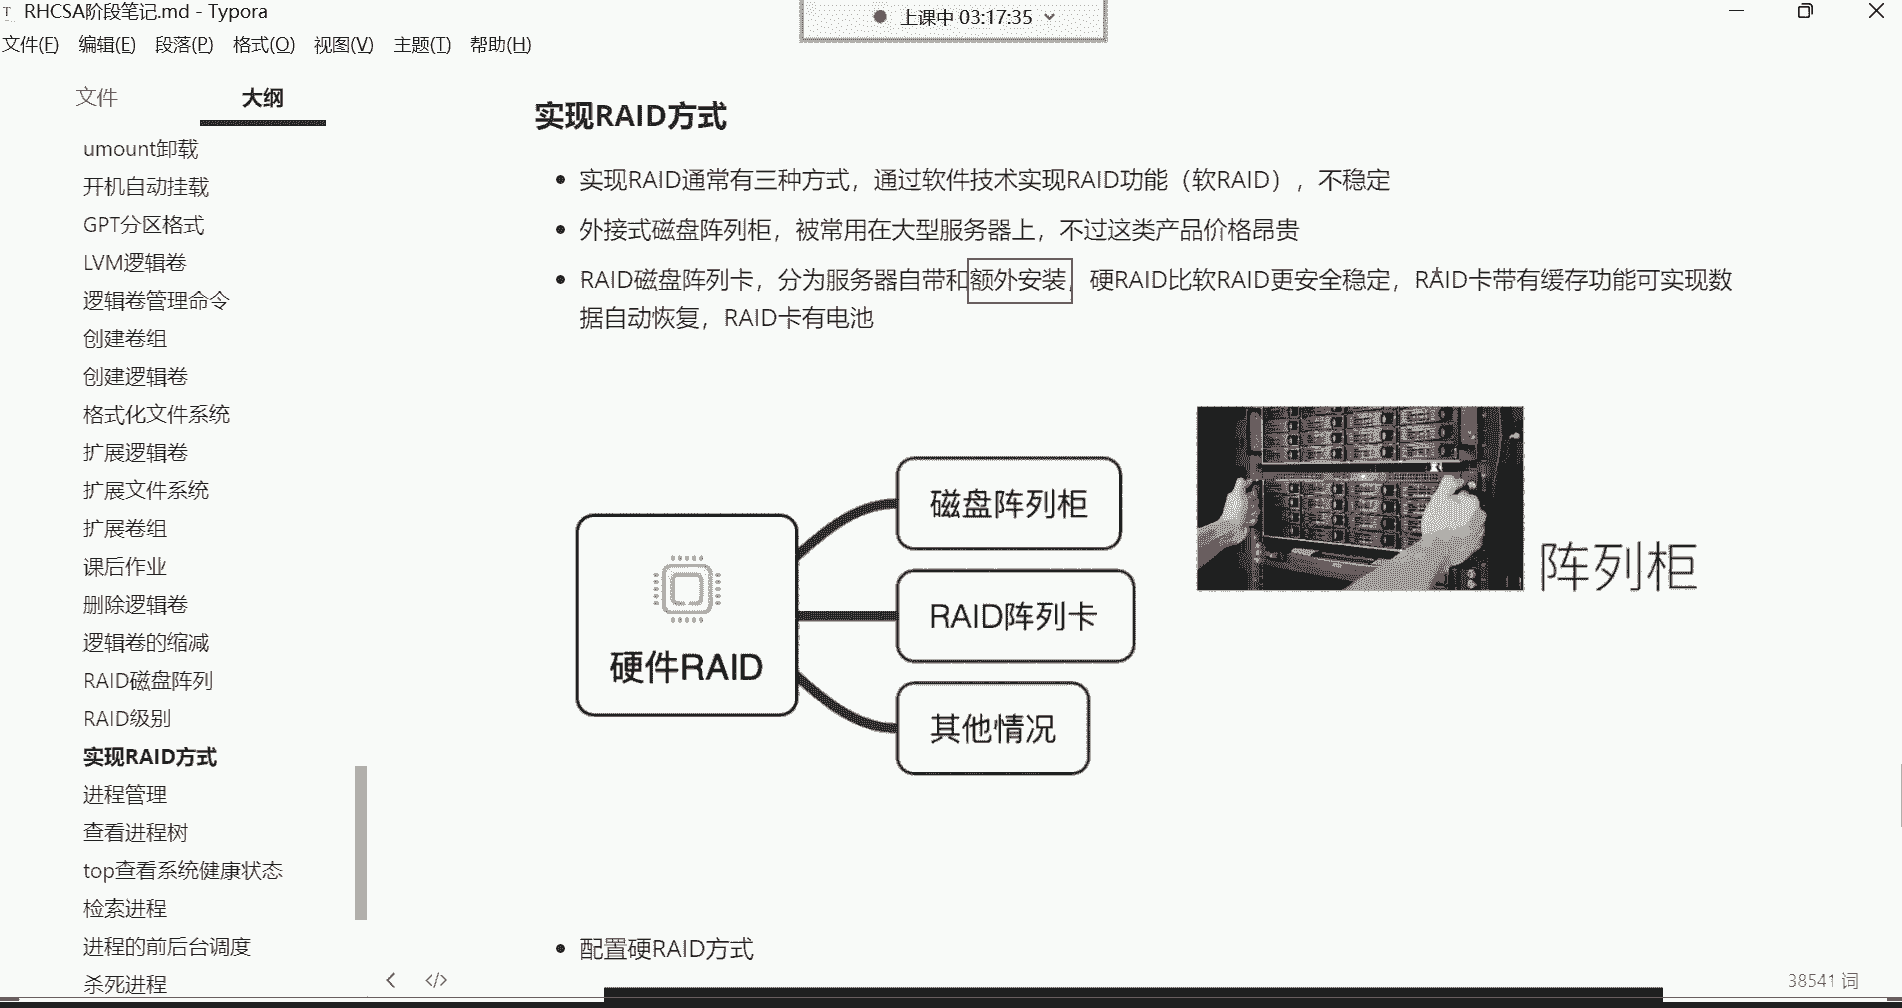 RHCSA阶段笔记.md - Typora
上课中 03:17:35
文件(F) 编辑(E) 段落(P) 格式(O) 视图(V) 主题(T) 帮助(H)
文件 大纲
umount卸载
开机自动挂载
GPT分区格式
LVM逻辑卷
逻辑卷管理命令
创建卷组
创建逻辑卷
格式化文件系统
扩展逻辑卷
扩展文件系统
扩展卷组
课后作业
删除逻辑卷
逻辑卷的缩减
RAID磁盘阵列
RAID级别
实现RAID方式
进程管理
查看进程树
top查看系统健康状态
检索进程
进程的前后台调度
杀死进程
实现RAID方式
实现RAID通常有三种方式，通过软件技术实现RAID功能（软RAID），不稳定
外接式磁盘阵列柜，被常用在大型服务器上，不过这类产品价格昂贵
RAID磁盘阵列卡，分为服务器自带和额外安装，硬RAID比软RAID更安全稳定，RAID卡带有缓存功能可实现数
据自动恢复，RAID卡有电池
硬件RAID
磁盘阵列柜
RAID阵列卡
其他情况
阵列柜
配置硬RAID方式
38541 词